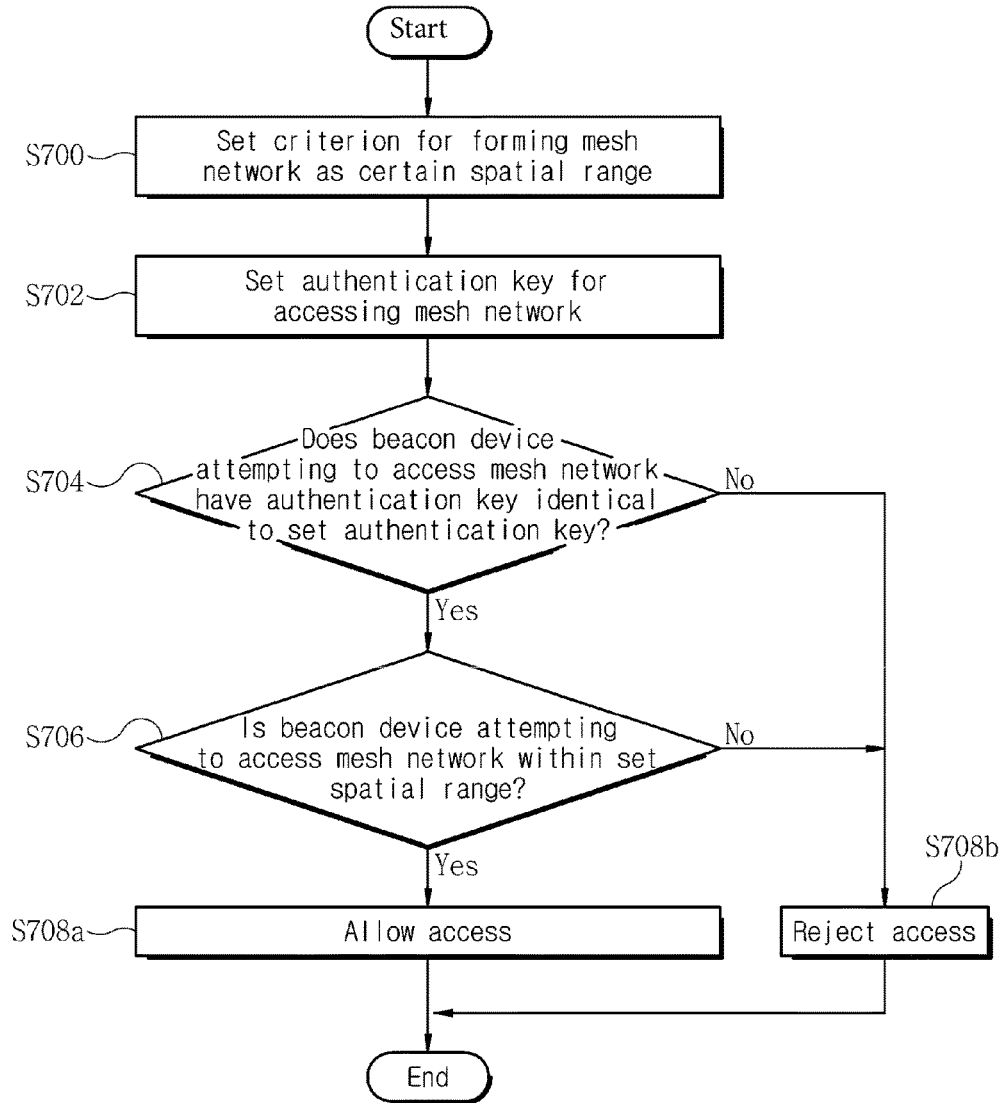 Start
S700
Set criterion for forming mesh
network as certain spatial range
S702
Set authentication key for
accessing mesh network
S704
Does beacon device
attempting to access mesh network
have authentication key identical
to set authentication key?
No
Yes
S706
Is beacon device attempting
to access mesh network within set
spatial range?
No
Yes
S708b
S708a
Allow access
Reject access
End